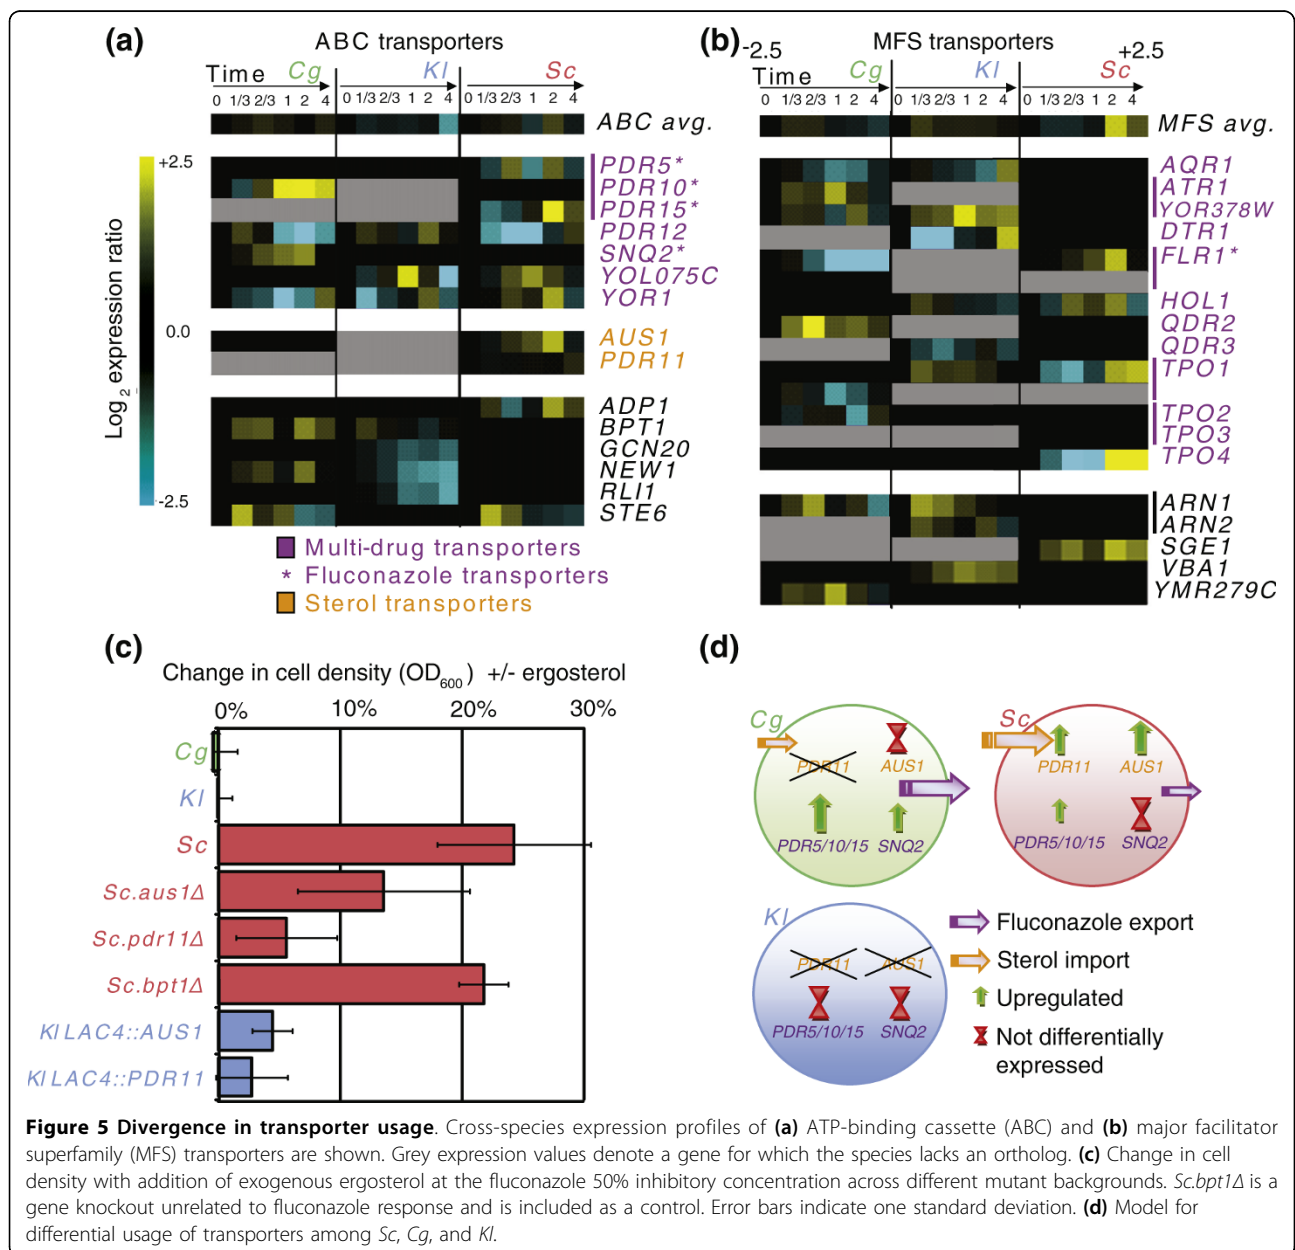 (a)
ABC transporters
Time Cg Kl Sc
0 1/3 2/3 1 2 4 0 1/3 2/3 1 2 4 0 1/3 2/3 1 2 4
ABC avg.
+2.5
0.0
-2.5
Log2 expression ratio
PDR5*
PDR10*
PDR15*
PDR12
SNQ2*
YOL075C
YOR1
AUS1
PDR11
ADP1
BPT1
GCN20
NEW1
RLI1
STE6
Multi-drug transporters
* Fluconazole transporters
Sterol transporters
(b)
-2.5 MFS transporters +2.5
Time Cg Kl Sc
0 1/3 2/3 1 2 4 0 1/3 2/3 1 2 4 0 1/3 2/3 1 2 4
MFS avg.
AQR1
ATR1
YOR378W
DTR1
FLR1*
HOL1
QDR2
QDR3
TPO1
TPO2
TPO3
TPO4
ARN1
ARN2
SGE1
VBA1
YMR279C
(c)
Change in cell density (OD600) +/- ergosterol
0% 10% 20% 30%
Cg
Kl
Sc
Sc.aus1Δ
Sc.pdr11Δ
Sc.bpt1Δ
Kl LAC4::AUS1
Kl LAC4::PDR11
(d)
Cg
PDR11 AUS1
PDR5/10/15 SNQ2
Sc
PDR11 AUS1
PDR5/10/15 SNQ2
Kl
PDR11 AUS1
PDR5/10/15 SNQ2
Fluconazole export
Sterol import
Upregulated
Not differentially
expressed
Figure 5 Divergence in transporter usage. Cross-species expression profiles of (a) ATP-binding cassette (ABC) and (b) major facilitator
superfamily (MFS) transporters are shown. Grey expression values denote a gene for which the species lacks an ortholog. (c) Change in cell
density with addition of exogenous ergosterol at the fluconazole 50% inhibitory concentration across different mutant backgrounds. Sc.bpt1Δ is a
gene knockout unrelated to fluconazole response and is included as a control. Error bars indicate one standard deviation. (d) Model for
differential usage of transporters among Sc, Cg, and Kl.